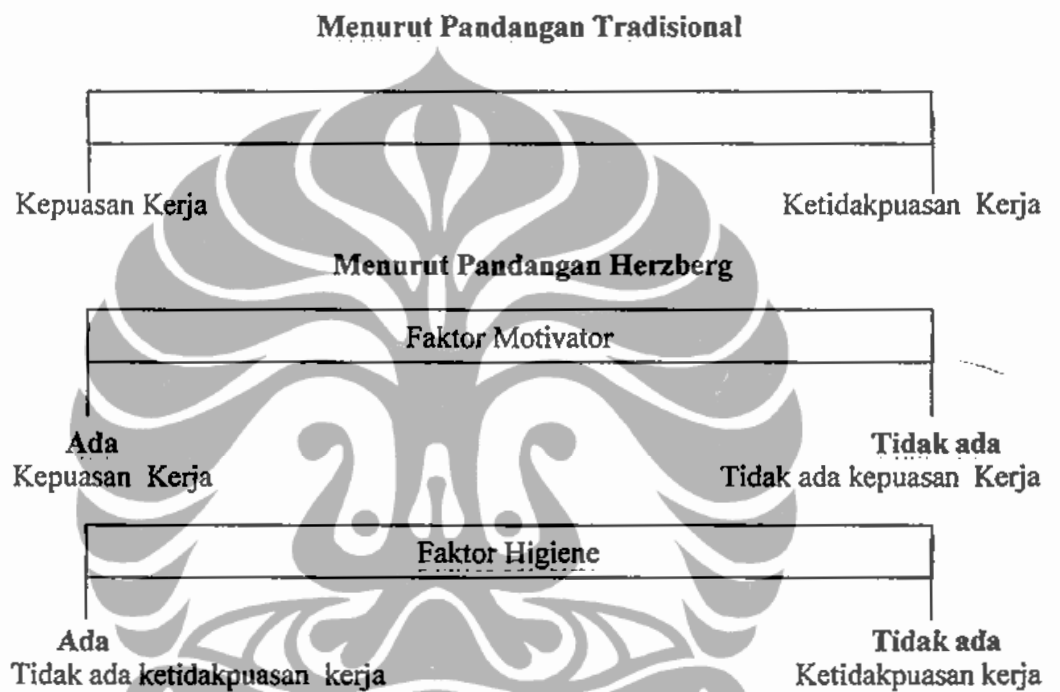 Menurut Pandangan Tradisional
Kepuasan Kerja Ketidakpuasan Kerja
Menurut Pandangan Herzberg
Faktor Motivator
Ada Tidak ada
Kepuasan Kerja Tidak ada kepuasan Kerja
Faktor Higiene
Ada Tidak ada
Tidak ada ketidakpuasan kerja Ketidakpuasan kerja